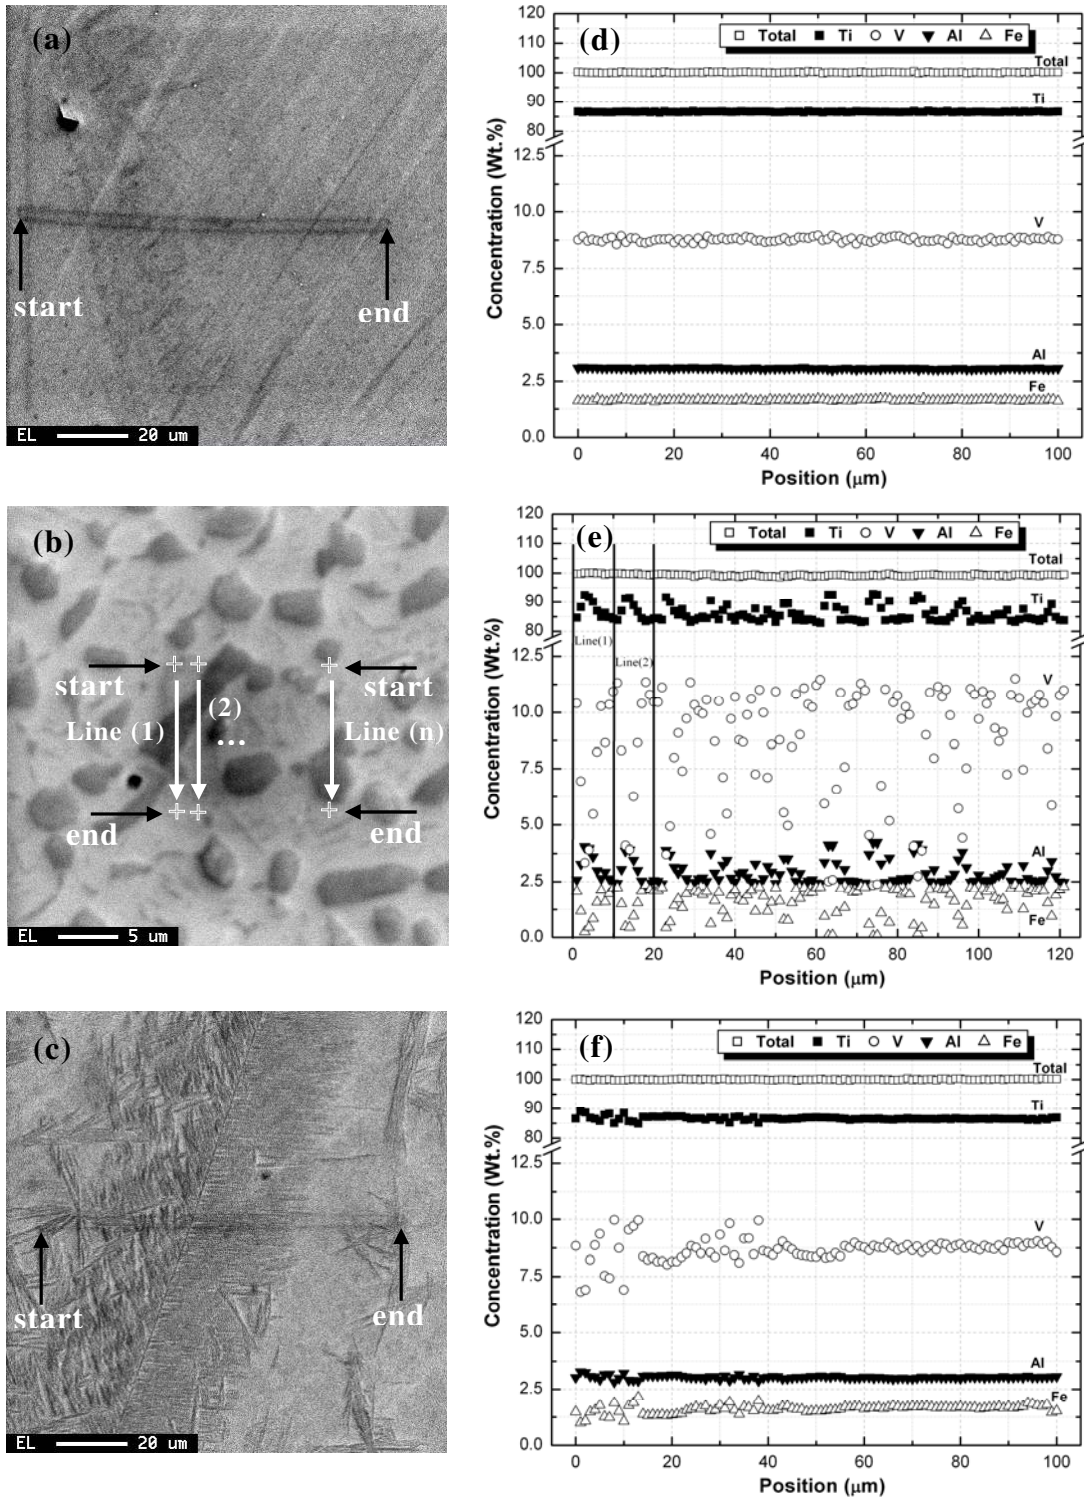 (a)
start
end
EL 20 um
(d)
Total Ti V Al Fe
120
110
100
90
80
12.5
10.0
7.5
5.0
2.5
0.0
Concentration (Wt.%)
Total
Ti
V
Al
Fe
0 20 40 60 80 100
Position (μm)
(b)
start
start
Line (1)
(2)
...
Line (n)
end
end
EL 5 um
(e)
Total Ti V Al Fe
120
110
100
90
80
12.5
10.0
7.5
5.0
2.5
0.0
Concentration (Wt.%)
Total
Ti
Line(1)
Line(2)
V
Al
Fe
0 20 40 60 80 100 120
Position (μm)
(c)
start
end
EL 20 um
(f)
Total Ti V Al Fe
120
110
100
90
80
12.5
10.0
7.5
5.0
2.5
0.0
Concentration (Wt.%)
Total
Ti
V
Al
Fe
0 20 40 60 80 100
Position (μm)